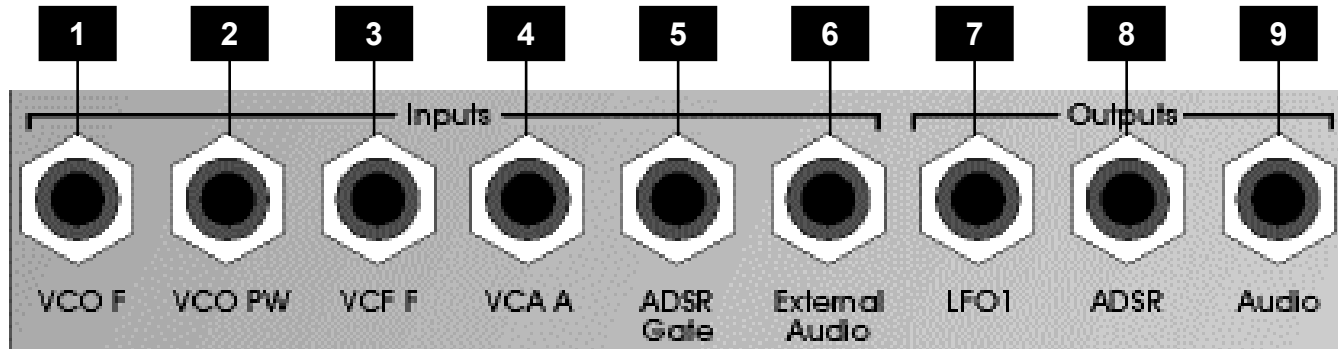 1 2 3 4 5 6 7 8 9
Inputs Outputs
VCO F VCO PW VCF F VCA A ADSR Gate External Audio LFO1 ADSR Audio